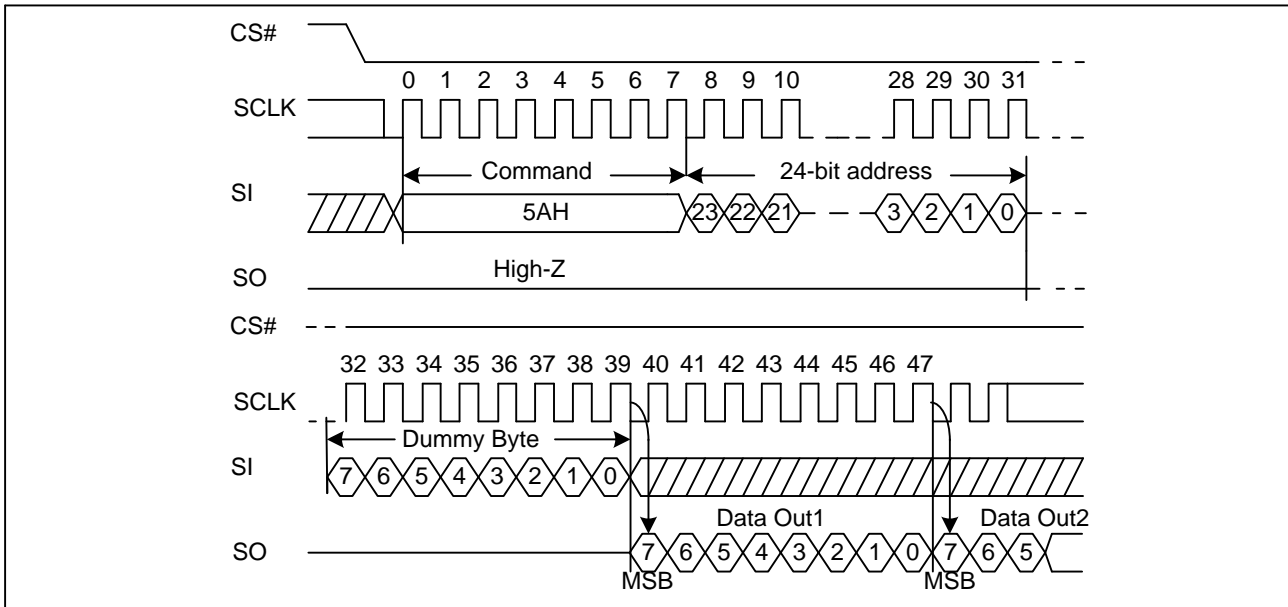 CS#
0 1 2 3 4 5 6 7 8 9 10 28 29 30 31
SCLK
Command 24-bit address
SI
5AH 23 22 21 3 2 1 0
High-Z
SO
CS#
32 33 34 35 36 37 38 39 40 41 42 43 44 45 46 47
SCLK
Dummy Byte
SI
7 6 5 4 3 2 1 0
Data Out1 Data Out2
SO
7 6 5 4 3 2 1 0 7 6 5
MSB MSB